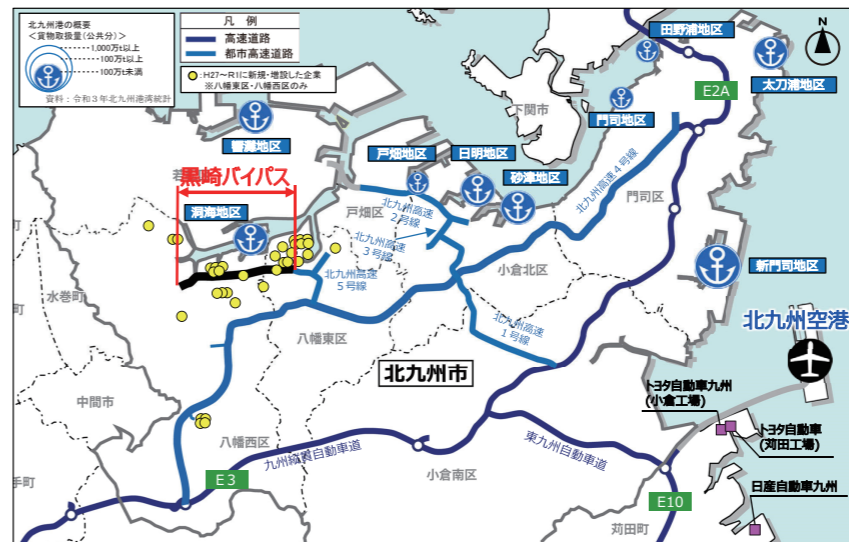 北九州港の概要
<貨物取扱量(公共分)>
1,000万t以上
100万t以上
100万t未満
資料:令和3年北九州港湾統計
凡 例
高速道路
都市高速道路
:H27~R1に新規・増設した企業
※八幡東区・八幡西区のみ
N
田野浦地区
太刀浦地区
E2A
下関市
門司地区
響灘地区
戸畑地区
日明地区
砂津地区
北九州高速4号線
門司区
黒崎バイパス
洞海地区
戸畑区
北九州高速
2号線
北九州高速
3号線
小倉北区
新門司地区
北九州高速
5号線
水巻町
八幡東区
北九州高速
1号線
北九州空港
北九州市
トヨタ自動車九州
(小倉工場)
中間市
トヨタ自動車
(苅田工場)
八幡西区
九州縦貫自動車道
東九州自動車道
小倉南区
E3
日産自動車九州
E10
苅田町
手町